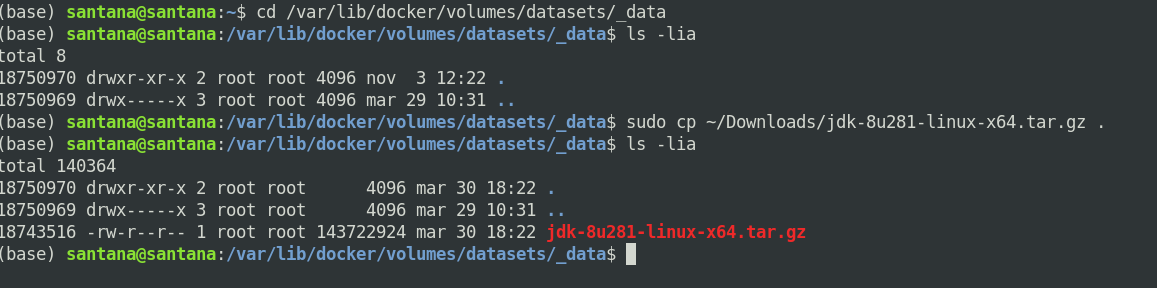 (base) santana@santana:~$ cd /var/lib/docker/volumes/datasets/_data
(base) santana@santana:/var/lib/docker/volumes/datasets/_data$ ls -lia
total 8
18750970 drwxr-xr-x 2 root root 4096 nov  3 12:22 .
18750969 drwx-----x 3 root root 4096 mar 29 10:31 ..
(base) santana@santana:/var/lib/docker/volumes/datasets/_data$ sudo cp ~/Downloads/jdk-8u281-linux-x64.tar.gz .
(base) santana@santana:/var/lib/docker/volumes/datasets/_data$ ls -lia
total 140364
18750970 drwxr-xr-x 2 root root      4096 mar 30 18:22 .
18750969 drwx-----x 3 root root      4096 mar 29 10:31 ..
18743516 -rw-r--r-- 1 root root 143722924 mar 30 18:22 jdk-8u281-linux-x64.tar.gz
(base) santana@santana:/var/lib/docker/volumes/datasets/_data$